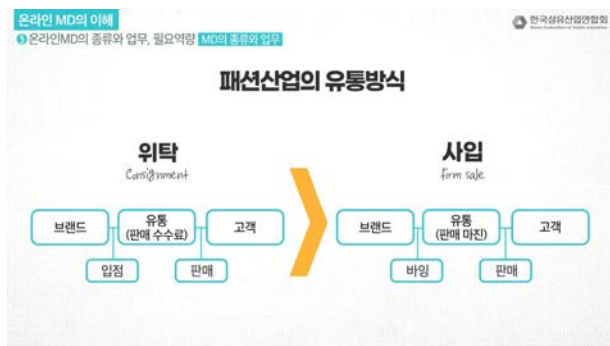 온라인 MD의 이해
한국섬유산업연합회
Korea Federation of Textile Industries
❸ 온라인MD의 종류와 업무, 필요역량 MD의 종류와 업무
패션산업의 유통방식
위탁
Consignment
브랜드
유통
(판매 수수료)
고객
입점
판매
사입
firm sale
브랜드
유통
(판매 마진)
고객
바잉
판매